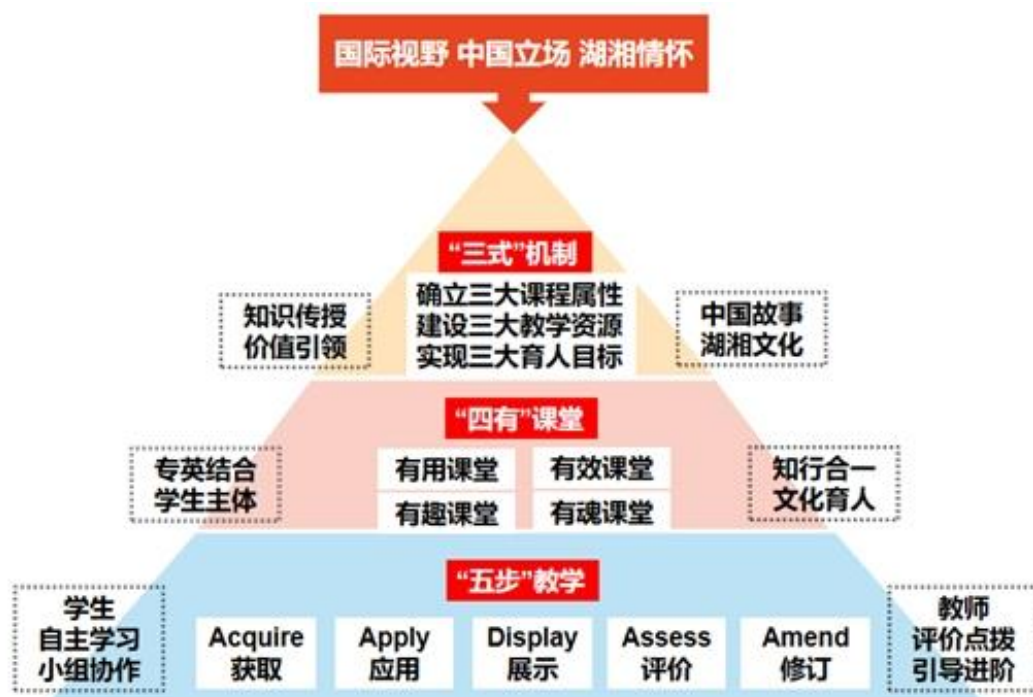 国际视野 中国立场 湖湘情怀
“三式”机制
确立三大课程属性
建设三大教学资源
实现三大育人目标
知识传授
价值引领
中国故事
湖湘文化
“四有”课堂
专英结合
学生主体
有用课堂
有效课堂
有趣课堂
有魂课堂
知行合一
文化育人
“五步”教学
学生
自主学习
小组协作
Acquire
获取
Apply
应用
Display
展示
Assess
评价
Amend
修订
教师
评价点拨
引导进阶